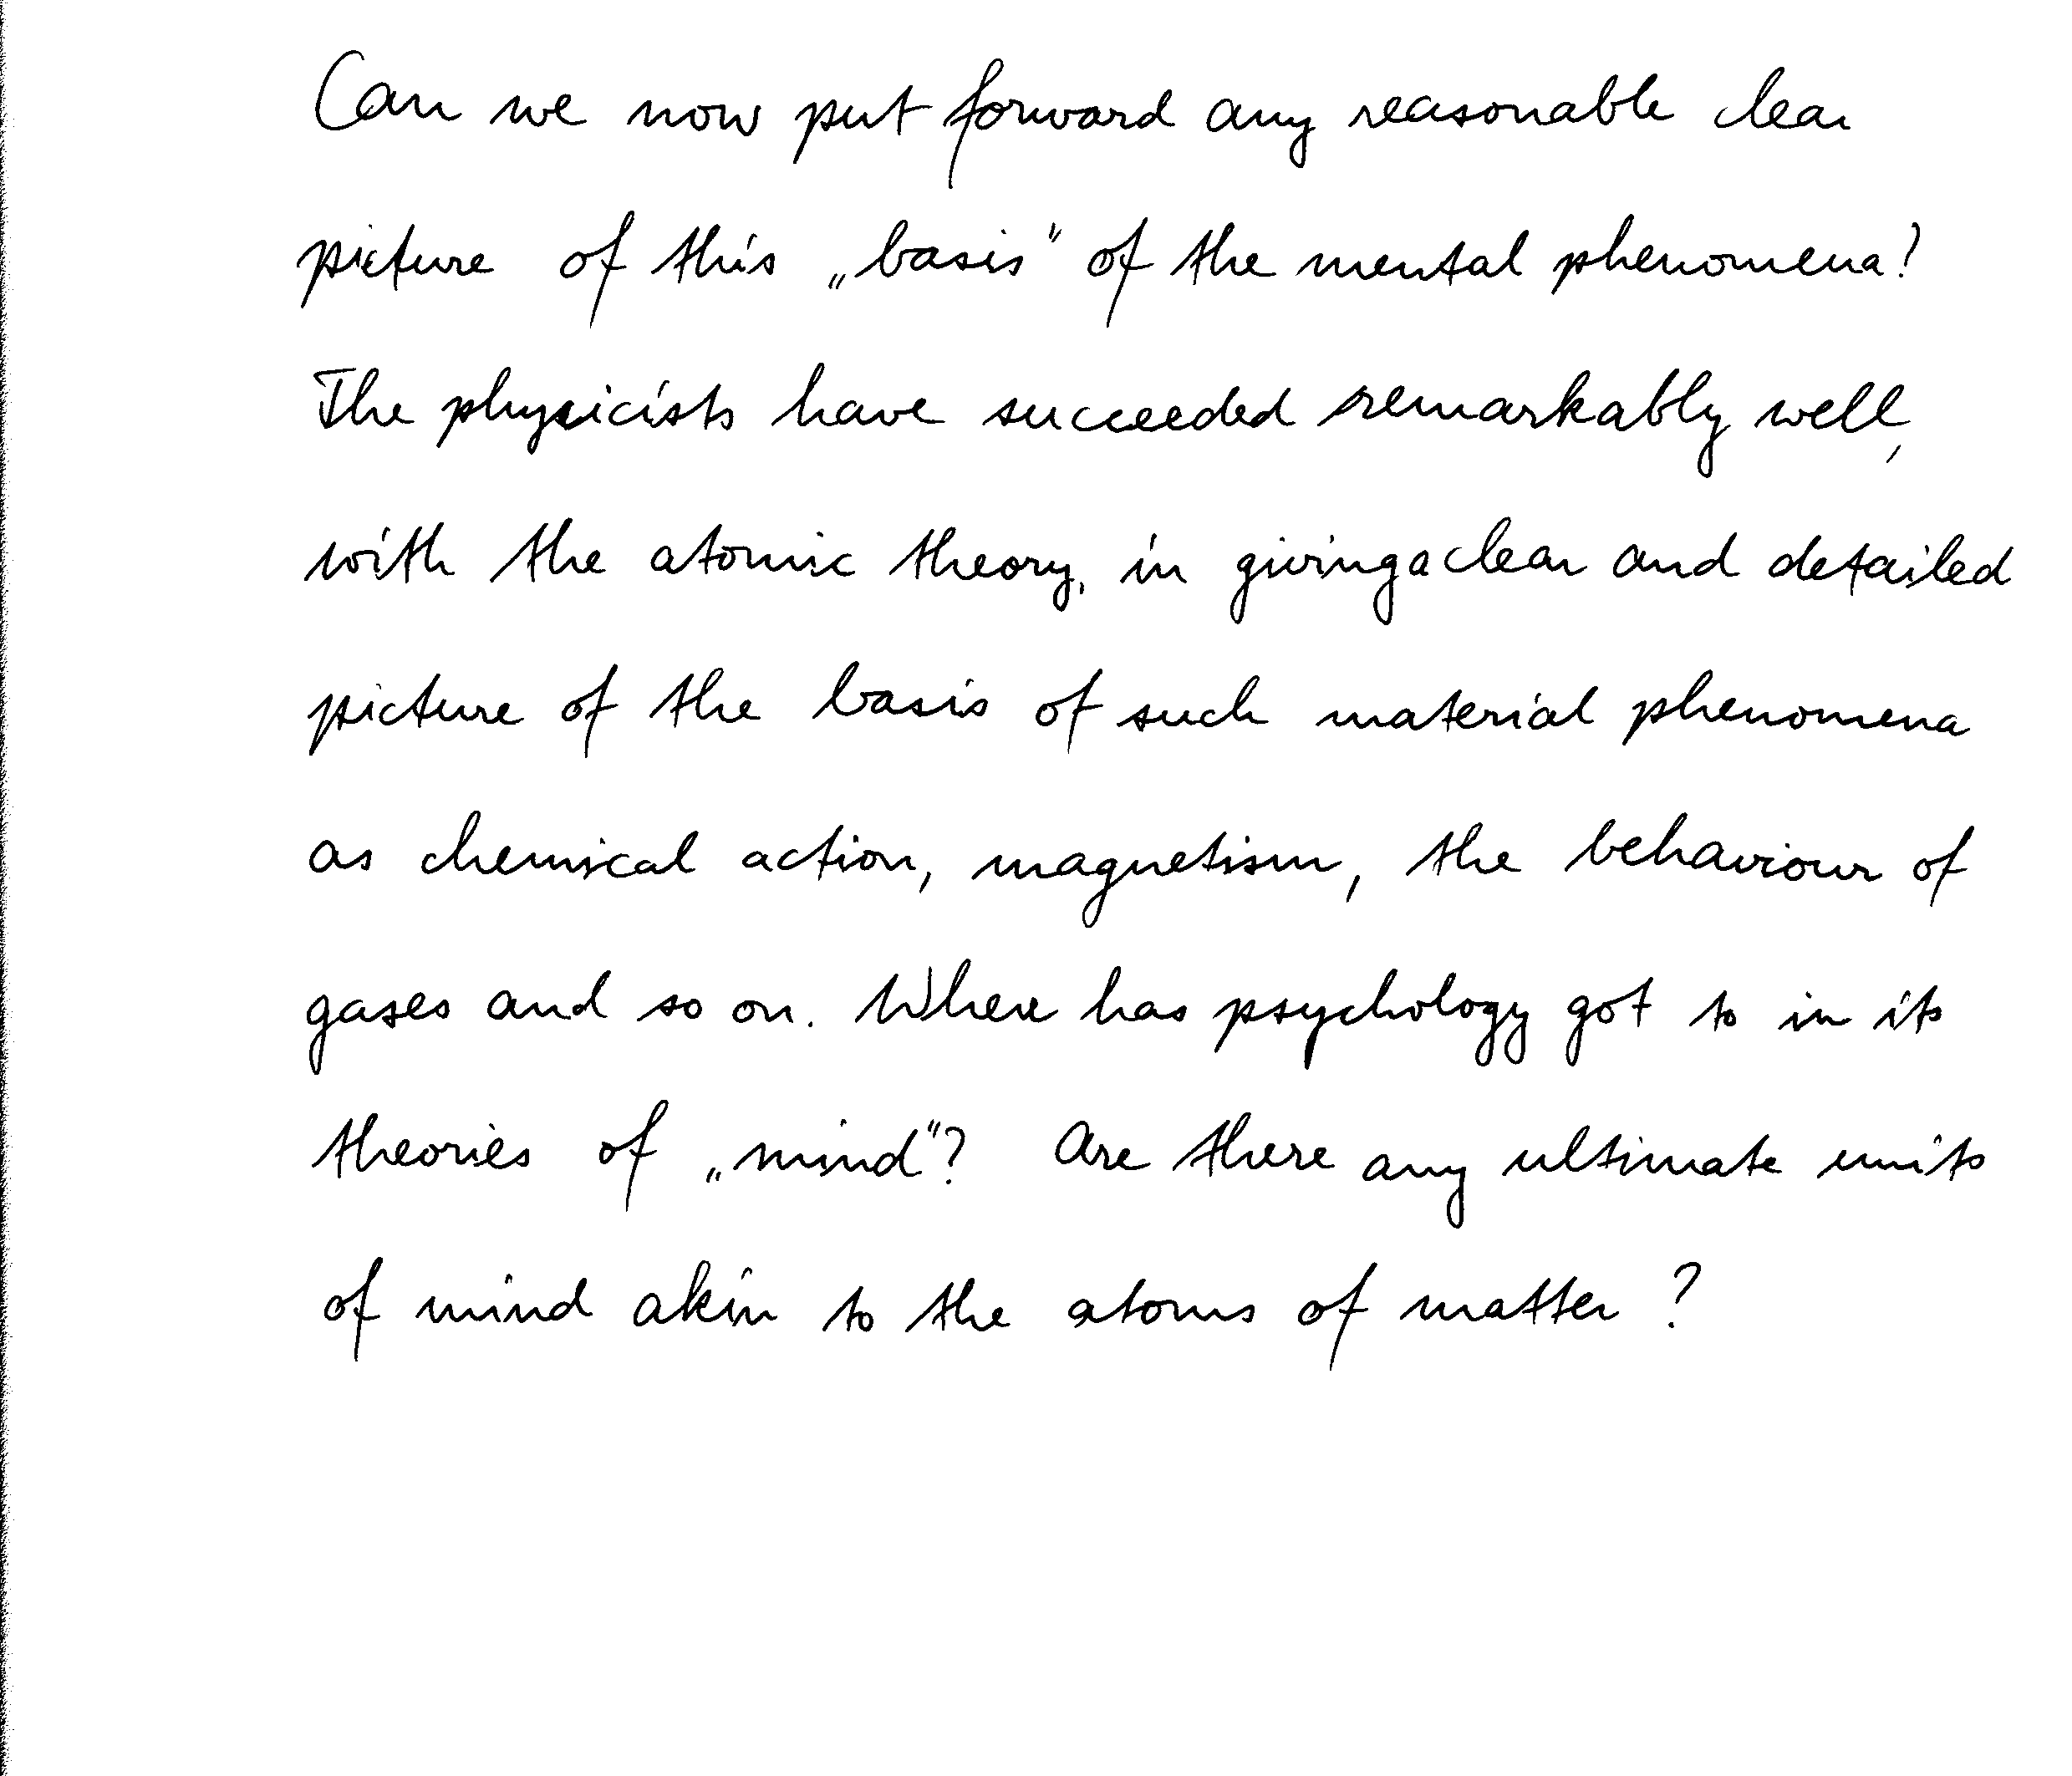 Can we now put forward any reasonable clear
picture of this „basis" of the mental phenomena?
The physicists have succeeded remarkably well,
with the atomic theory, in giving a clear and detailed
picture of the basis of such material phenomena
as chemical action, magnetism, the behaviour of
gases and so on. Where has psychology got to in its
theories of „mind"? Are there any ultimate units
of mind akin to the atoms of matter?